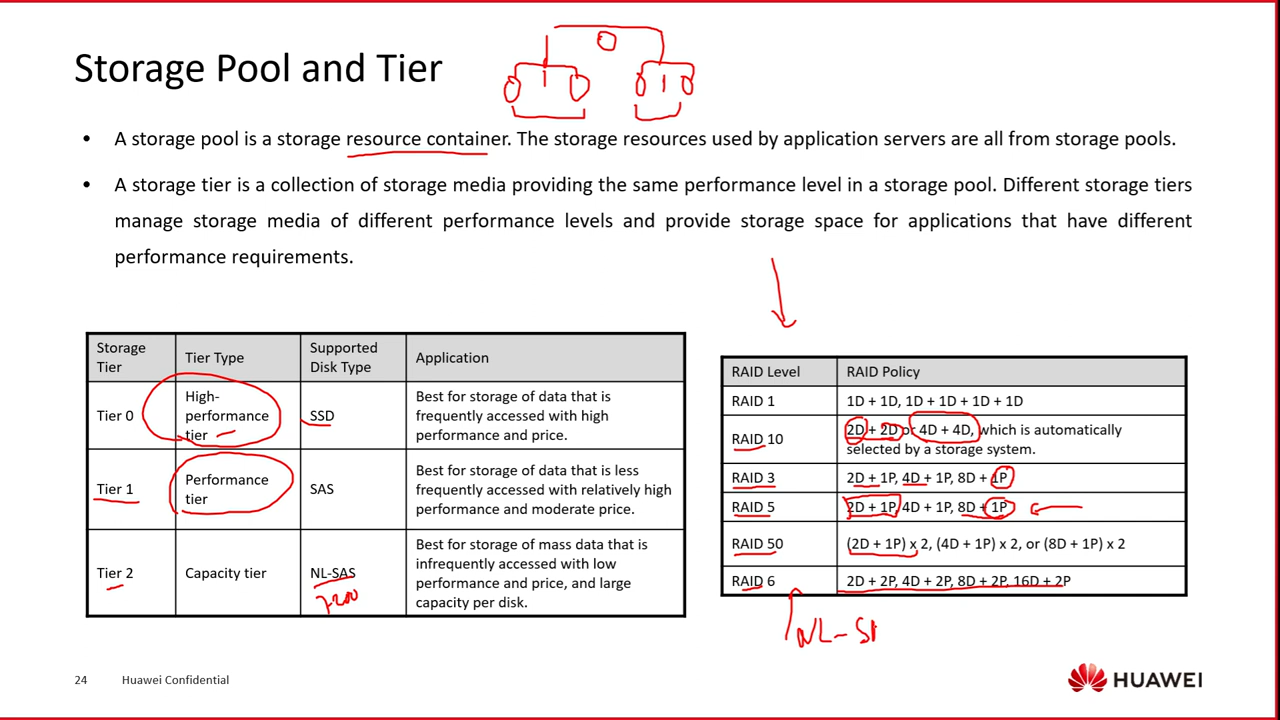 Storage Pool and Tier
0
0 1 0
0 1 0
• A storage pool is a storage resource container. The storage resources used by application servers are all from storage pools.
• A storage tier is a collection of storage media providing the same performance level in a storage pool. Different storage tiers
manage storage media of different performance levels and provide storage space for applications that have different
performance requirements.
Storage Tier | Tier Type | Supported Disk Type | Application
Tier 0 | High-performance tier | SSD | Best for storage of data that is frequently accessed with high performance and price.
Tier 1 | Performance tier | SAS | Best for storage of data that is less frequently accessed with relatively high performance and moderate price.
Tier 2 | Capacity tier | NL-SAS | Best for storage of mass data that is infrequently accessed with low performance and price, and large capacity per disk.
7200
RAID Level | RAID Policy
RAID 1 | 1D + 1D, 1D + 1D + 1D + 1D
RAID 10 | 2D + 2D or 4D + 4D, which is automatically selected by a storage system.
RAID 3 | 2D + 1P, 4D + 1P, 8D + 1P
RAID 5 | 2D + 1P, 4D + 1P, 8D + 1P
RAID 50 | (2D + 1P) x 2, (4D + 1P) x 2, or (8D + 1P) x 2
RAID 6 | 2D + 2P, 4D + 2P, 8D + 2P, 16D + 2P
NL-S
24 Huawei Confidential
HUAWEI